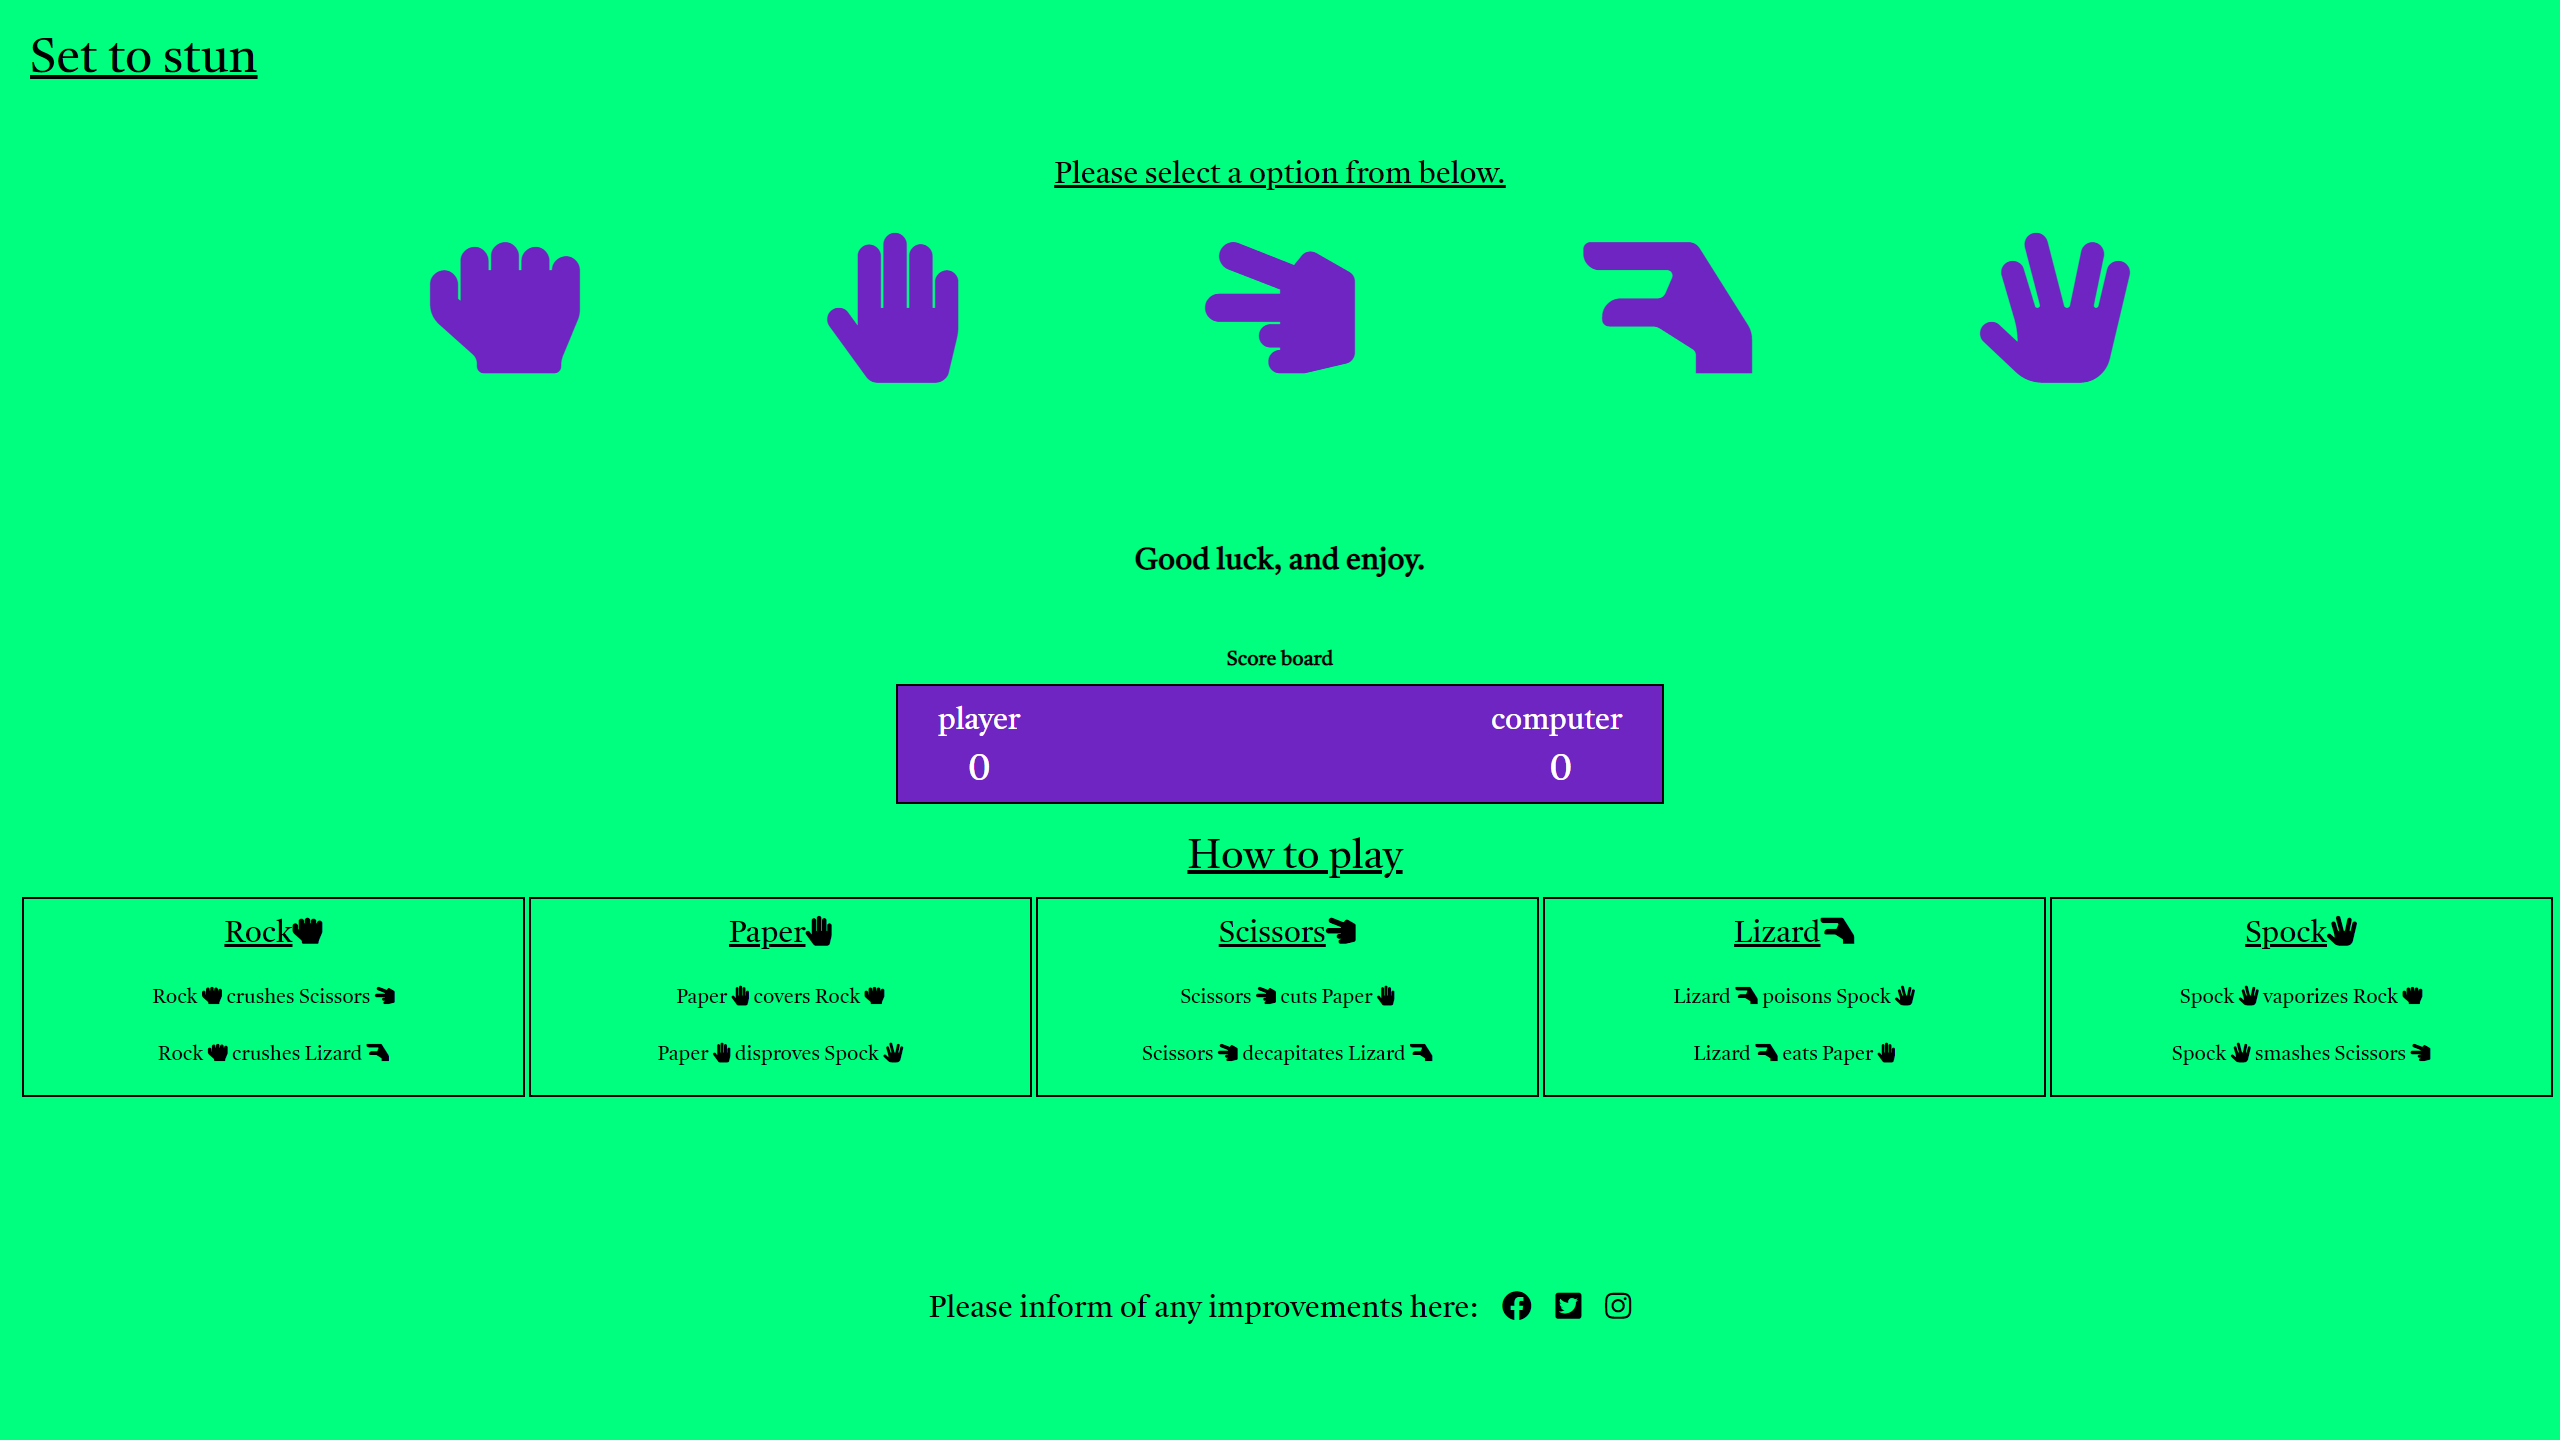 Set to stun
Please select a option from below.
Good luck, and enjoy.
Score board
player
computer
0
0
How to play
Rock
Rock crushes Scissors
Rock crushes Lizard
Paper
Paper covers Rock
Paper disproves Spock
Scissors
Scissors cuts Paper
Scissors decapitates Lizard
Lizard
Lizard poisons Spock
Lizard eats Paper
Spock
Spock vaporizes Rock
Spock smashes Scissors
Please inform of any improvements here: